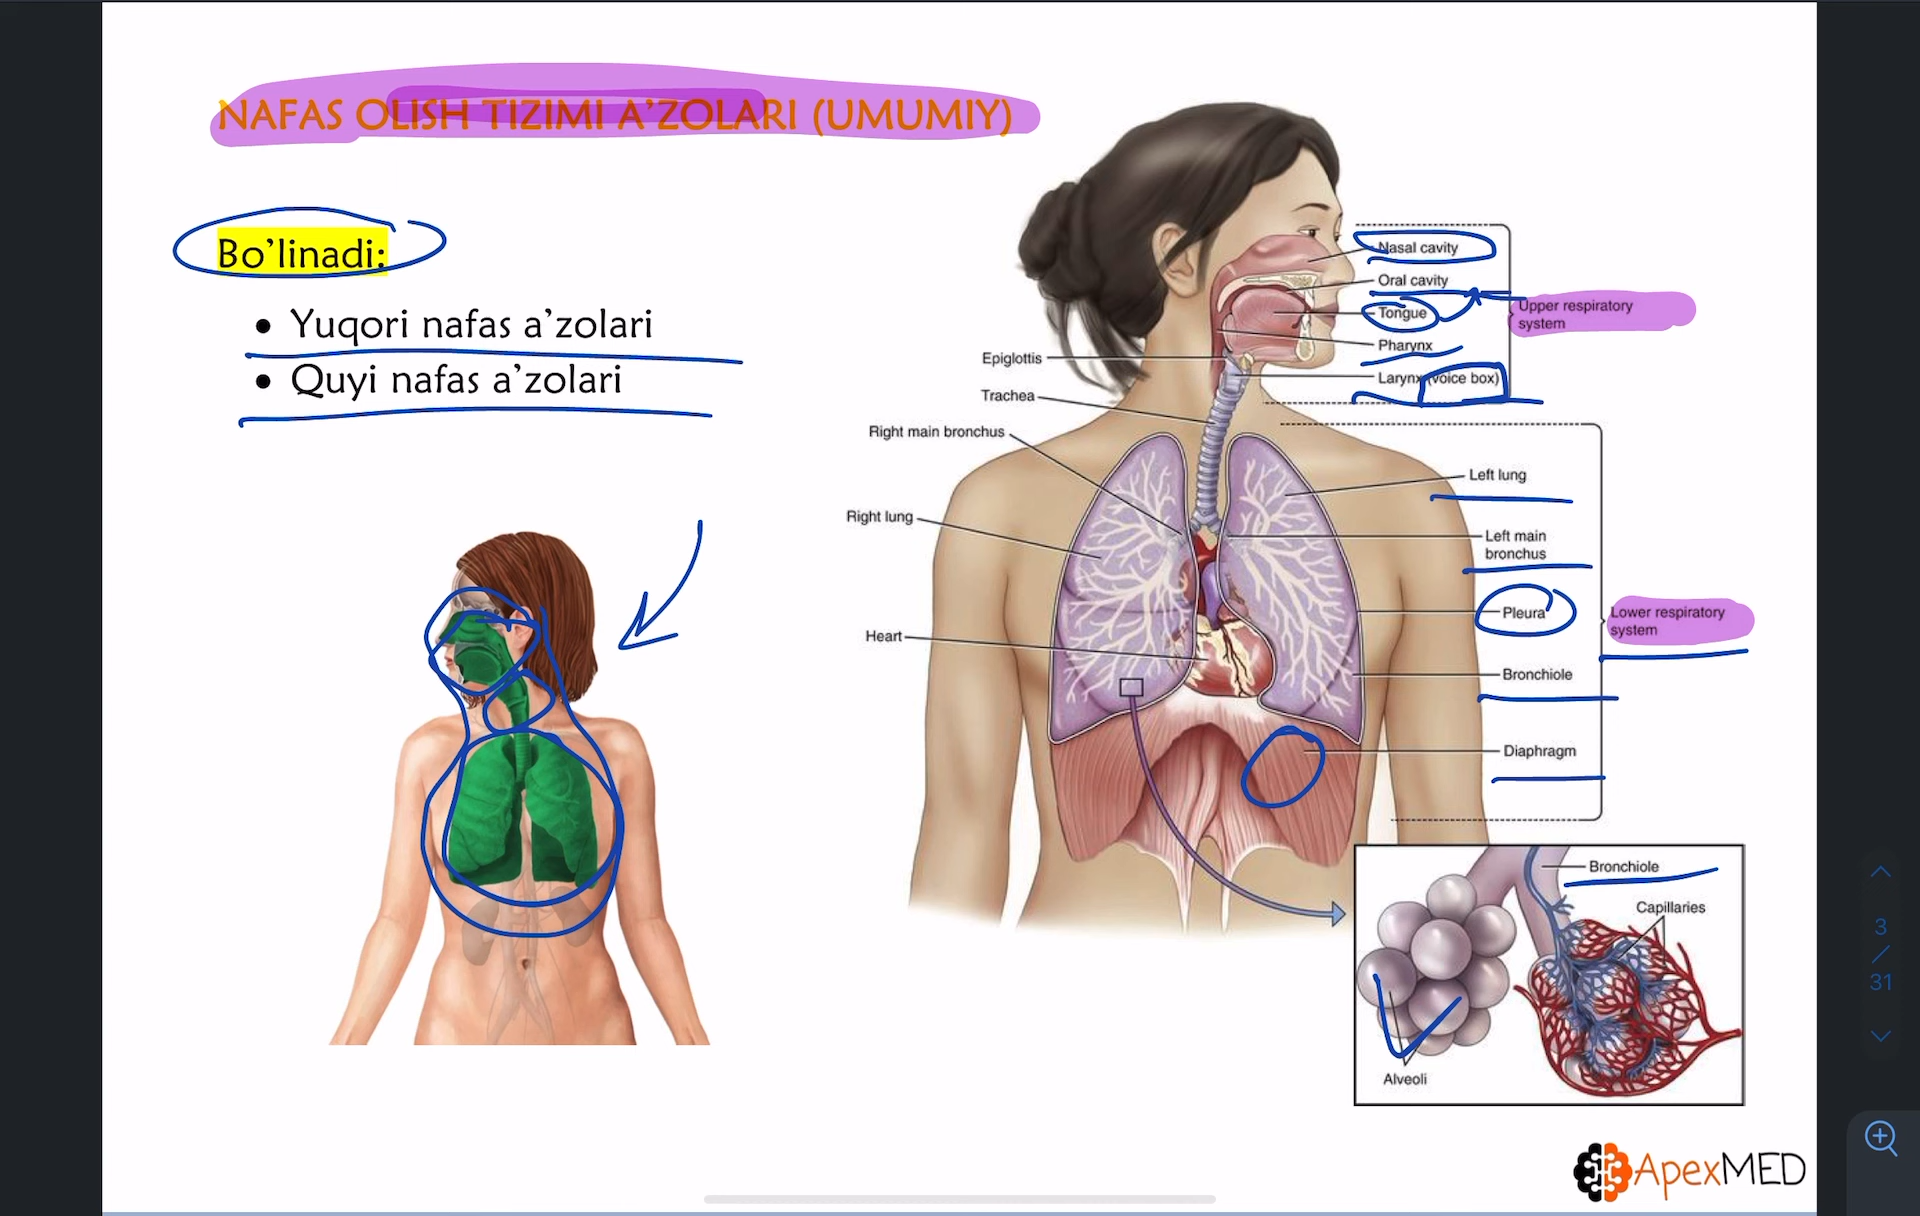 NAFAS OLISH TIZIMI A’ZOLARI (UMUMIY)
Bo’linadi:
• Yuqori nafas a’zolari
• Quyi nafas a’zolari
Nasal cavity
Oral cavity
Tongue
Pharynx
Larynx (voice box)
Upper respiratory
system
Epiglottis
Trachea
Right main bronchus
Right lung
Heart
Left lung
Left main
bronchus
Pleura
Bronchiole
Diaphragm
Lower respiratory
system
Bronchiole
Capillaries
Alveoli
3
/
31
ApexMED